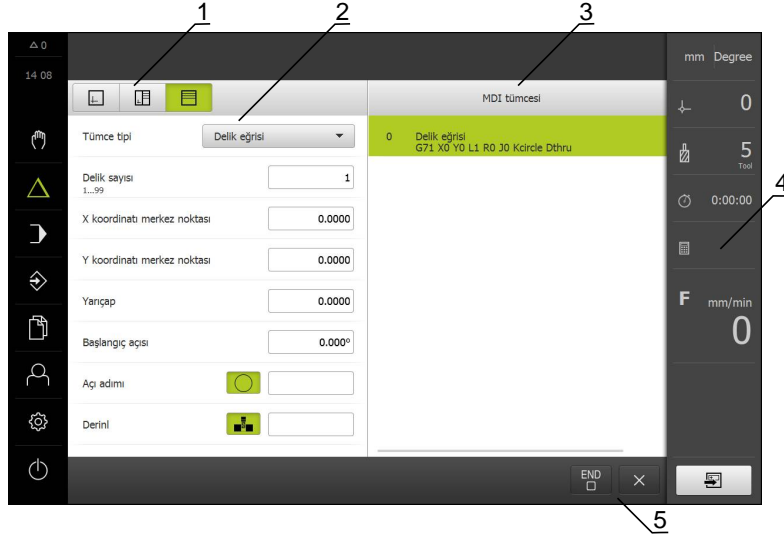 1
2
3
△ 0
14 08
mm Degree
MDI tümcesi
0
Tümce tipi
Delik eğrisi
0 Delik eğrisi
G71 X0 Y0 L1 R0 J0 Kcircle Dthru
5
Tool
Delik sayısı
1
1...99
4
0:00:00
X koordinatı merkez noktası
0.0000
Y koordinatı merkez noktası
0.0000
Yarıçap
0.0000
F mm/min
0
Başlangıç açısı
0.000°
Açı adımı
Derinl
END
5